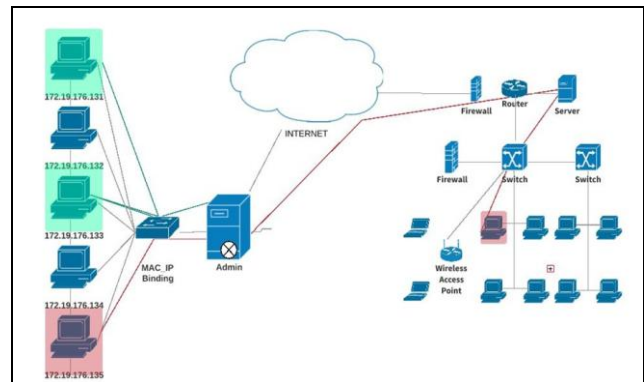 172.19.176.131
172.19.176.132
172.19.176.133
172.19.176.134
172.19.176.135
MAC_IP
Binding
Admin
INTERNET
Firewall
Router
Server
Firewall
Switch
Switch
Wireless
Access
Point